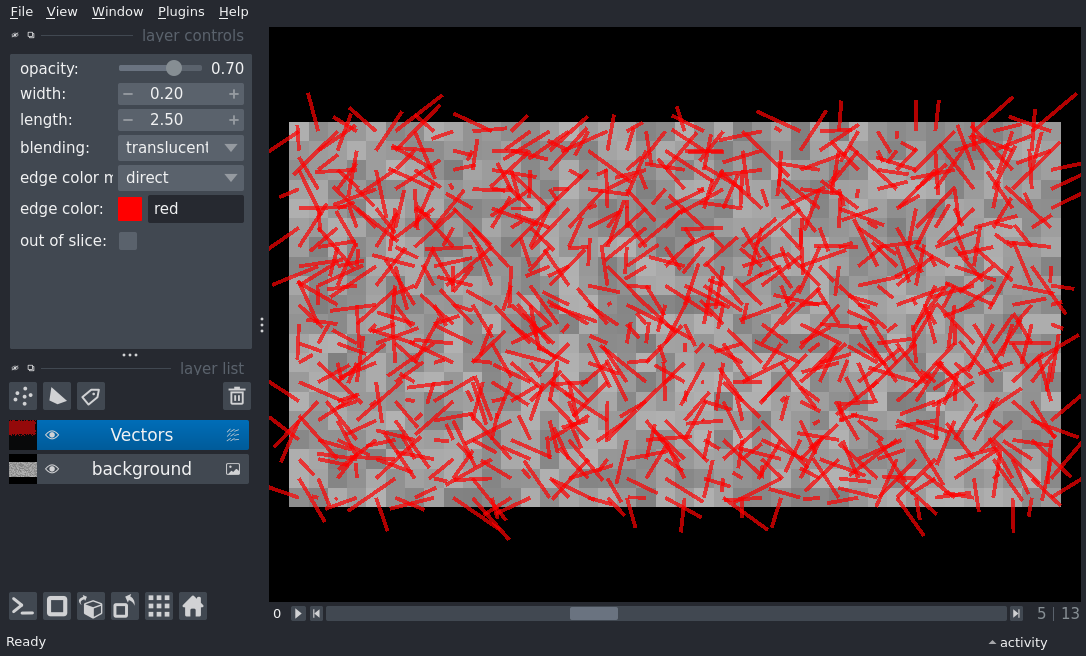 File View Window Plugins Help
layer controls
opacity: 0.70
width: − 0.20 +
length: − 2.50 +
blending: translucent
edge color m direct
edge color: red
out of slice:
layer list
Vectors
background
0 5 | 13
Ready activity